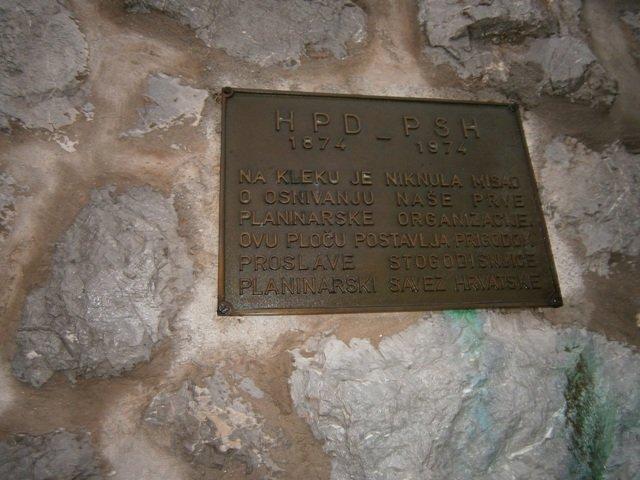 HPD – PSH
1874 1974
NA KLEKU JE NIKNULA MISAO
O OSNIVANJU NAŠE PRVE
PLANINARSKE ORGANIZACIJE.
OVU PLOČU POSTAVLJA PRIGODOM
PROSLAVE STOGODIŠNJICE
PLANINARSKI SAVEZ HRVATSKE